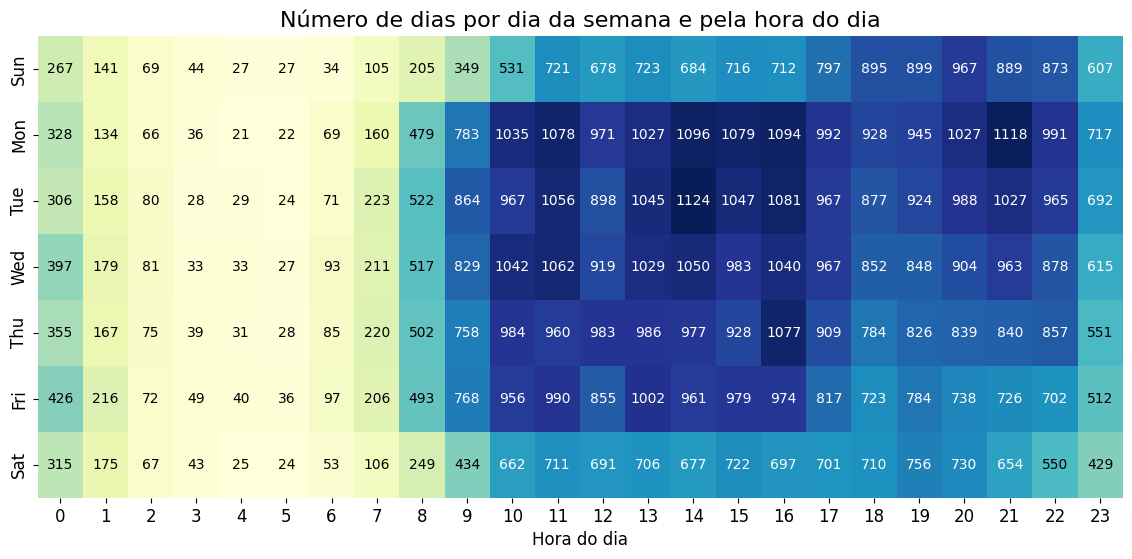 Número de dias por dia da semana e pela hora do dia
Sun 267 141 69 44 27 27 34 105 205 349 531 721 678 723 684 716 712 797 895 899 967 889 873 607
Mon 328 134 66 36 21 22 69 160 479 783 1035 1078 971 1027 1096 1079 1094 992 928 945 1027 1118 991 717
Tue 306 158 80 28 29 24 71 223 522 864 967 1056 898 1045 1124 1047 1081 967 877 924 988 1027 965 692
Wed 397 179 81 33 33 27 93 211 517 829 1042 1062 919 1029 1050 983 1040 967 852 848 904 963 878 615
Thu 355 167 75 39 31 28 85 220 502 758 984 960 983 986 977 928 1077 909 784 826 839 840 857 551
Fri 426 216 72 49 40 36 97 206 493 768 956 990 855 1002 961 979 974 817 723 784 738 726 702 512
Sat 315 175 67 43 25 24 53 106 249 434 662 711 691 706 677 722 697 701 710 756 730 654 550 429
0 1 2 3 4 5 6 7 8 9 10 11 12 13 14 15 16 17 18 19 20 21 22 23
Hora do dia